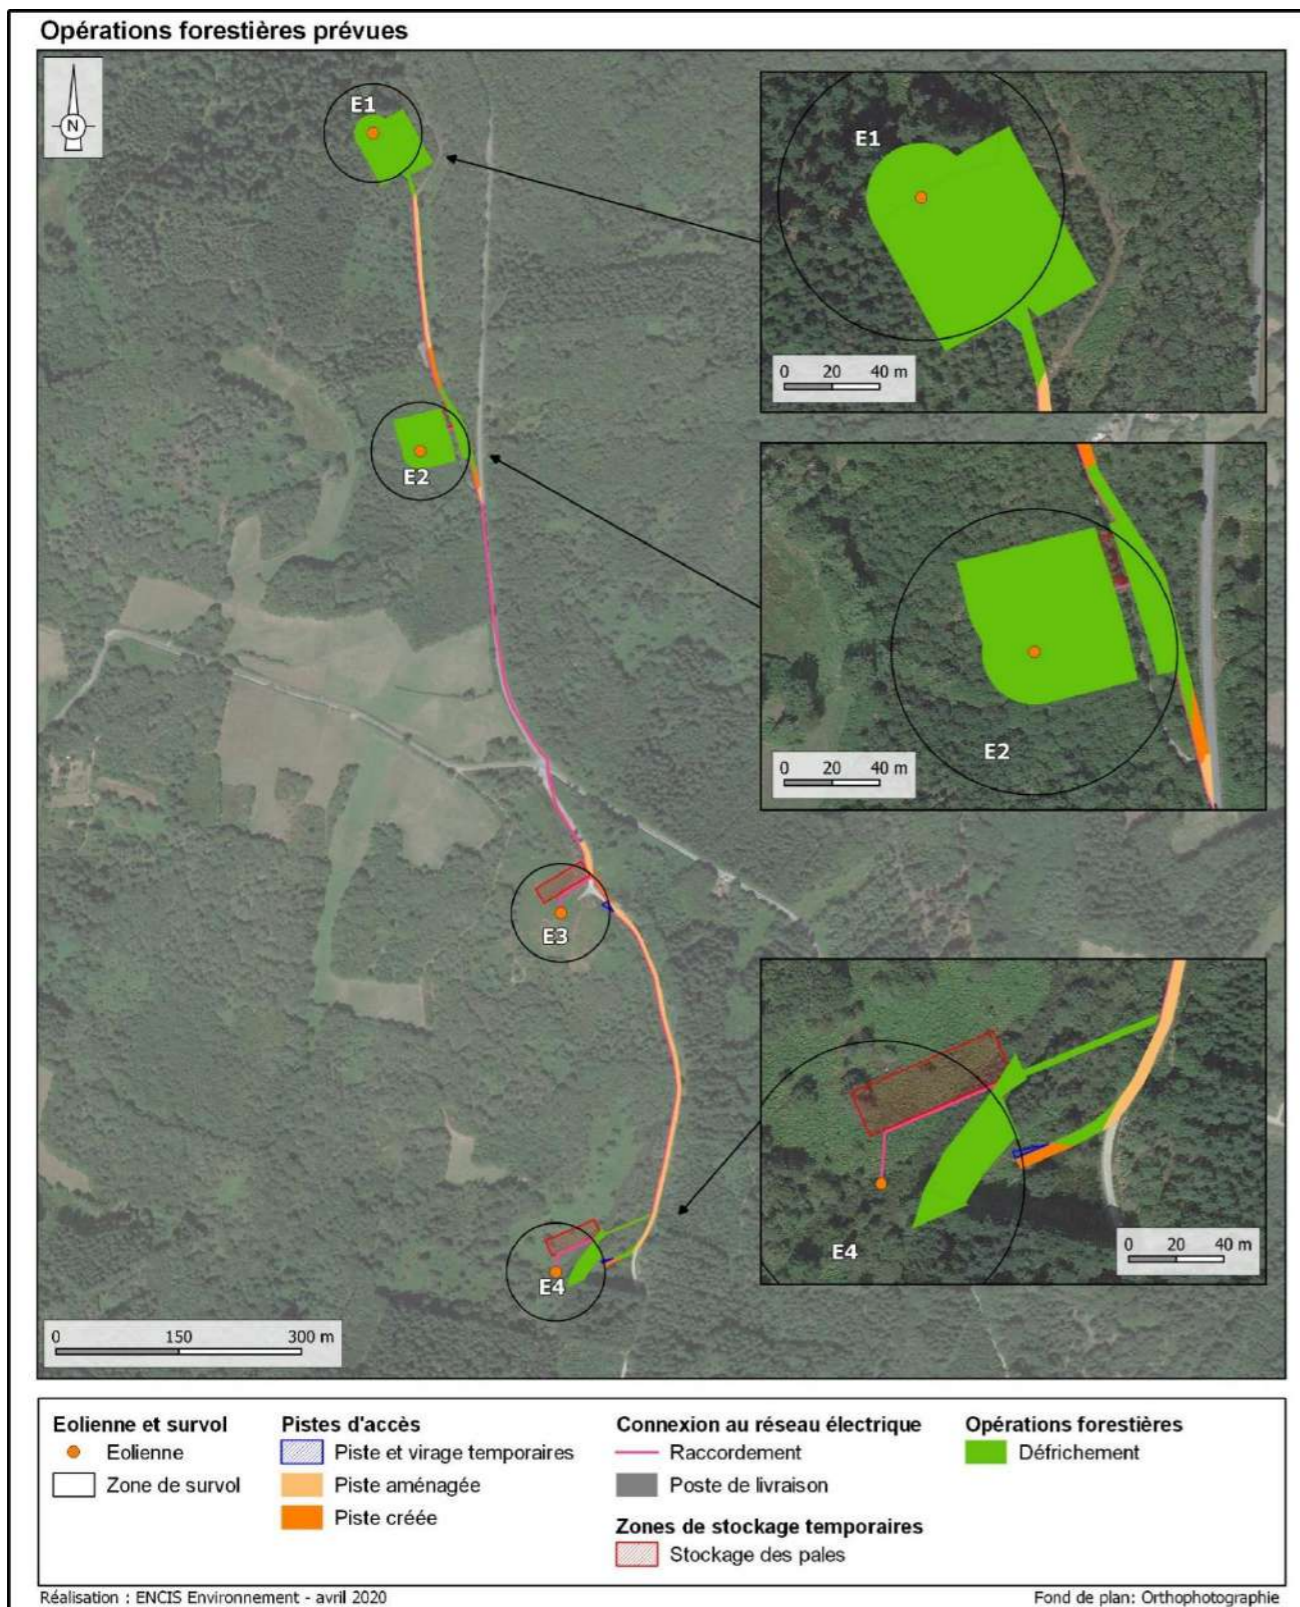 Opérations forestières prévues
N
E1
E1
0 20 40 m
E2
E2
0 20 40 m
E3
E4
E4
0 20 40 m
0 150 300 m
Eolienne et survol
Eolienne
Zone de survol
Pistes d'accès
Piste et virage temporaires
Piste aménagée
Piste créée
Connexion au réseau électrique
Raccordement
Poste de livraison
Zones de stockage temporaires
Stockage des pales
Opérations forestières
Défrichement
Réalisation : ENCIS Environnement - avril 2020
Fond de plan: Orthophotographie